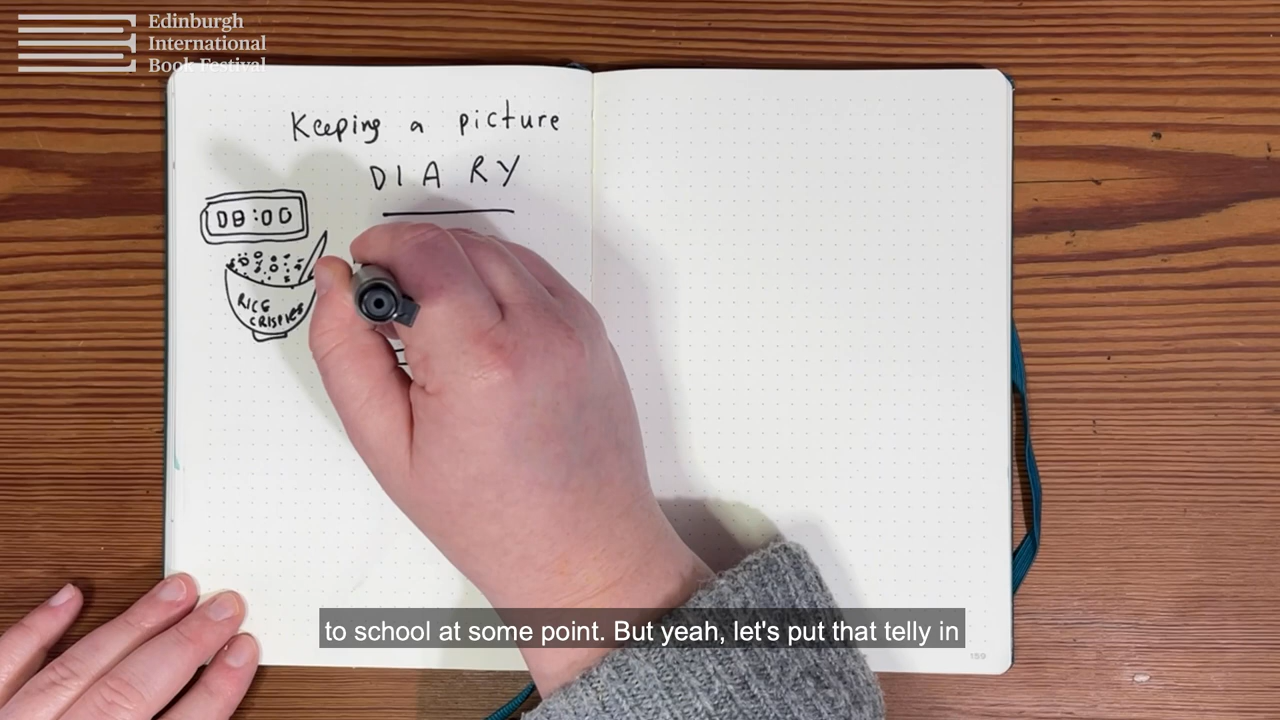 Edinburgh
International
Book Festival
Keeping a picture
DIARY
08:00
RICE
CRISPIES
to school at some point. But yeah, let's put that telly in
159